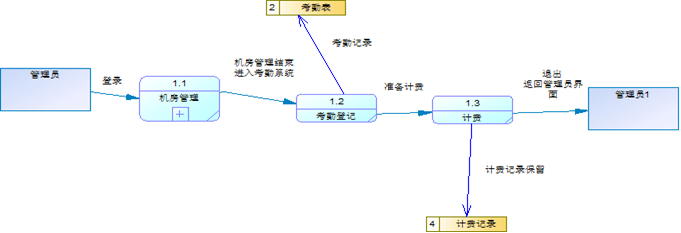 2 考勤表
考勤记录
机房管理结束
进入考勤系统
登录
管理员
1.1
机房管理
1.2
考勤登记
准备计费
1.3
计费
退出
返回管理员界
面
管理员1
计费记录保留
4 计费记录